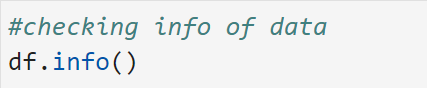 #checking info of data
df.info()